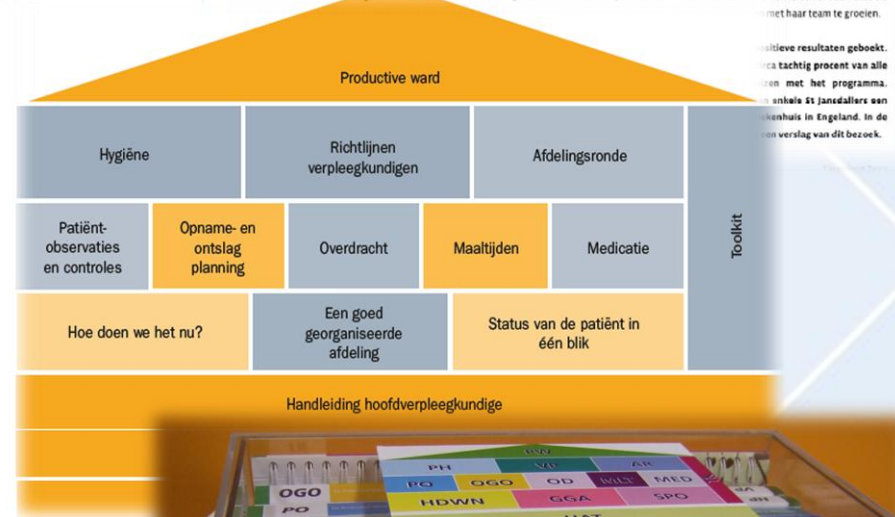 met haar team te groeien.
sitieve resultaten geboekt.
tachtig procent van alle
met het programma.
enkele St Jansdallers een
kenhuis in Engeland. In de
verslag van dit bezoek.
Productive ward
Hygiëne
Richtlijnen
verpleegkundigen
Afdelingsronde
Toolkit
Patiënt-
observaties
en controles
Opname- en
ontslag
planning
Overdracht
Maaltijden
Medicatie
Hoe doen we het nu?
Een goed
georganiseerde
afdeling
Status van de patiënt in
één blik
Handleiding hoofdverpleegkundige
PW
PH
VP
AR
PO
OGO
OD
MLT
MED
HDWN
GGA
SPO
OGO
PO